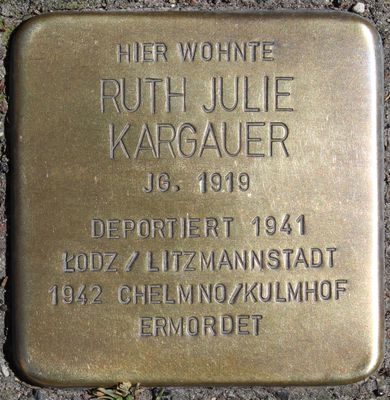 HIER WOHNTE
RUTH JULIE
KARGAUER
JG. 1919
DEPORTIERT 1941
ŁODZ / LITZMANNSTADT
1942 CHELMNO/KULMHOF
ERMORDET